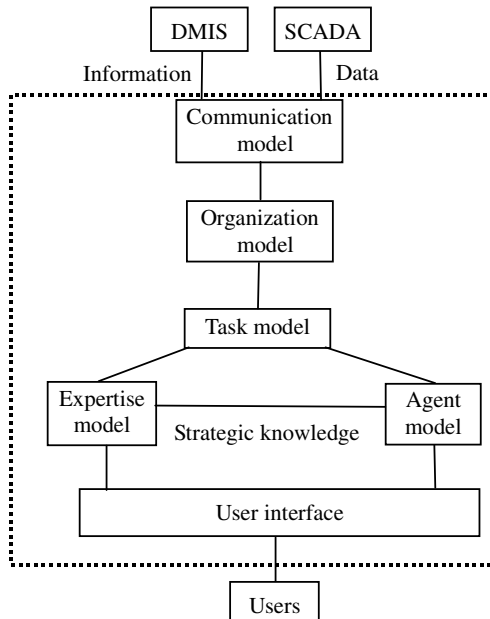 DMIS
SCADA
Information
Data
Communication
model
Organization
model
Task model
Expertise
model
Agent
model
Strategic knowledge
User interface
Users